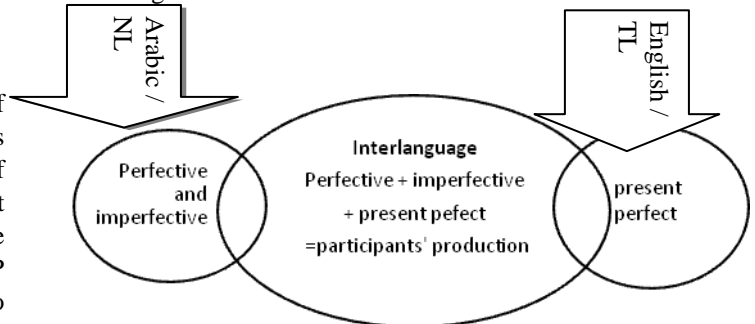 Arabic /
NL
English /
TL
f
s
f
t
e
o
Perfective
and
imperfective
Interlanguage
Perfective + imperfective
+ present pefect
=participants' production
present
perfect